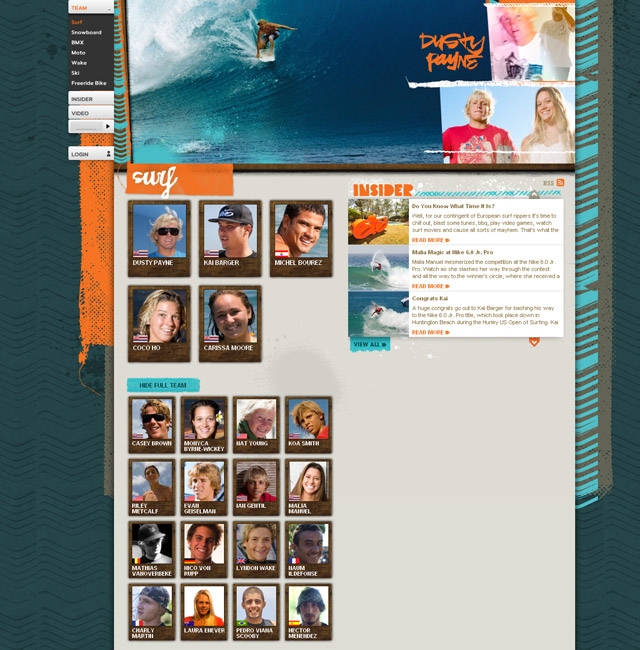 TEAM
Surf
Snowboard
BMX
Moto
Wake
Ski
Freeride Bike
INSIDER
VIDEO
LOGIN
DUSTY
PAYNE
surf
DUSTY PAYNE
KAI BARGER
MICHEL BOUREZ
COCO HO
CARISSA MOORE
INSIDER
RSS
Do You Know What Time It Is?
Well, for our contingent of European surf rippers it's time to
chill out, blast some tunes, bbq, play video games, watch
surf movies and cause all sorts of mayhem. That's what the
READ MORE
Malia Magic at Nike 6.0 Jr. Pro
Malia Manuel mesmerized the competition at the Nike 6.0 Jr.
Pro. Watch as she slashes her way through the contest
and all the way to the winner's circle, where she received a
READ MORE
Congrats Kai
A huge congrats go out to Kai Barger for bashing his way
to the Nike 6.0 Jr. Pro title, which took place down in
Huntington Beach during the Hurley US Open of Surfing. Kai
READ MORE
VIEW ALL
HIDE FULL TEAM
CASEY BROWN
MONYCA
BYRNE-WICKEY
NAT YOUNG
KOA SMITH
RILEY
METCALF
EVAN
GEISELMAN
IAN GENTIL
MALIA
MANUEL
MATHIAS
VANOVERBEKE
NICO VON
RUPP
LYNDON WAKE
NAUM
ILDEFONSE
CHARLY
MARTIN
LAURA ENEVER
PEDRO VIANA
SCOOBY
HECTOR
MENENDEZ